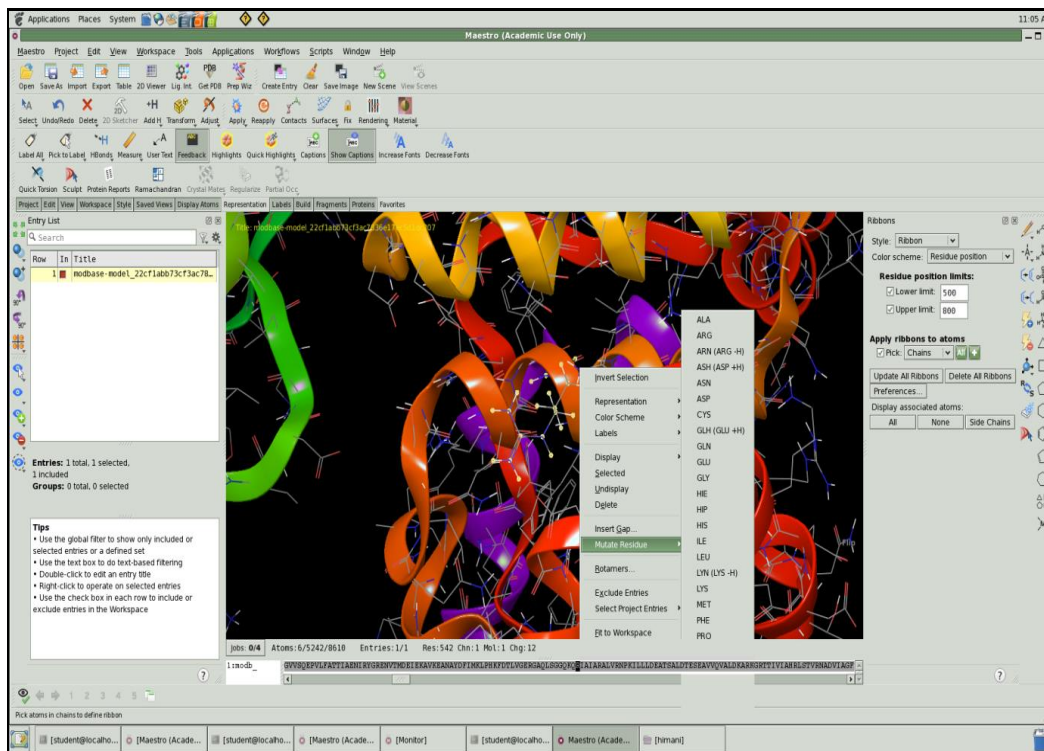 Applications Places System 11:05 A
Maestro (Academic Use Only)
Maestro Project Edit View Workspace Tools Applications Workflows Scripts Window Help
PDB
Open Save As Import Export Table 2D Viewer Lig. Int. Get PDB Prep Wiz Create Entry Clear Save Image New Scene View Scenes
+H
Select Undo/Redo Delete 2D Sketcher Add H Transform Adjust Apply Reapply Contacts Surfaces Fix Rendering Material
Label All Pick to Label HBonds Measure User Text Feedback Highlights Quick Highlights Captions Show Captions Increase Fonts Decrease Fonts
Quick Torsion Sculpt Protein Reports Ramachandran Crystal Mates Regularize Partial Occ.
Project Edit View Workspace Style Saved Views Display Atoms Representation Labels Build Fragments Proteins Favorites
Entry List
Search
Row In Title
1 modbase-model_22cf1abb73cf3ac78...
Entries: 1 total, 1 selected,
1 included
Groups: 0 total, 0 selected
Tips
• Use the global filter to show only included or
selected entries or a defined set
• Use the text box to do text-based filtering
• Double-click to edit an entry title
• Right-click to operate on selected entries
• Use the check box in each row to include or
exclude entries in the Workspace
Title:
Invert Selection
Representation
Color Scheme
Labels
Display
Selected
Undisplay
Delete
Insert Gap...
Mutate Residue
Rotamers...
Exclude Entries
Select Project Entries
Fit to Workspace
ALA
ARG
ARN (ARG -H)
ASH (ASP +H)
ASN
ASP
CYS
GLH (GLU +H)
GLN
GLU
GLY
HIE
HIP
HIS
ILE
LEU
LYN (LYS -H)
LYS
MET
PHE
PRO
Flip
Ribbons
Style: Ribbon
Color scheme: Residue position
Residue position limits:
Lower limit: 500
Upper limit: 800
Apply ribbons to atoms
Pick: Chains All +
Update All Ribbons Delete All Ribbons
Preferences...
Display associated atoms:
All None Side Chains
Jobs: 0/4 Atoms:6/5242/8610 Entries:1/1 Res:542 Chn:1 Mol:1 Chg:12
1:modb_
1 2 3 4 5
Pick atoms in chains to define ribbon
[student@localho... [Maestro (Acade... [student@localho... [Maestro (Acade... [Monitor] [student@localho... Maestro (Acade... [himani]